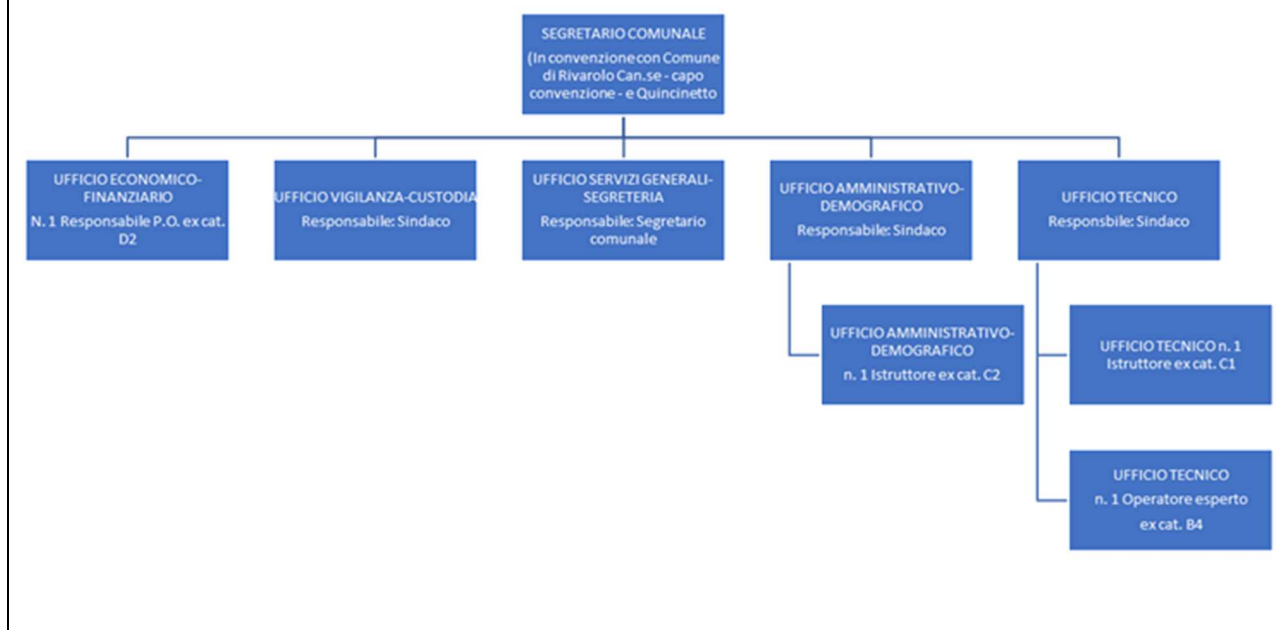 SEGRETARIO COMUNALE
(In convenzione con Comune
di Rivarolo Can.se - capo
convenzione - e Quincinetto
UFFICIO ECONOMICO-
FINANZIARIO
N. 1 Responsabile P.O. ex cat.
D2
UFFICIO VIGILANZA-CUSTODIA
Responsabile: Sindaco
UFFICIO SERVIZI GENERALI-
SEGRETERIA
Responsabile: Segretario
comunale
UFFICIO AMMINISTRATIVO-
DEMOGRAFICO
Responsabile: Sindaco
UFFICIO TECNICO
Responsbile: Sindaco
UFFICIO AMMINISTRATIVO-
DEMOGRAFICO
n. 1 Istruttore ex cat. C2
UFFICIO TECNICO n. 1
Istruttore ex cat. C1
UFFICIO TECNICO
n. 1 Operatore esperto
ex cat. B4